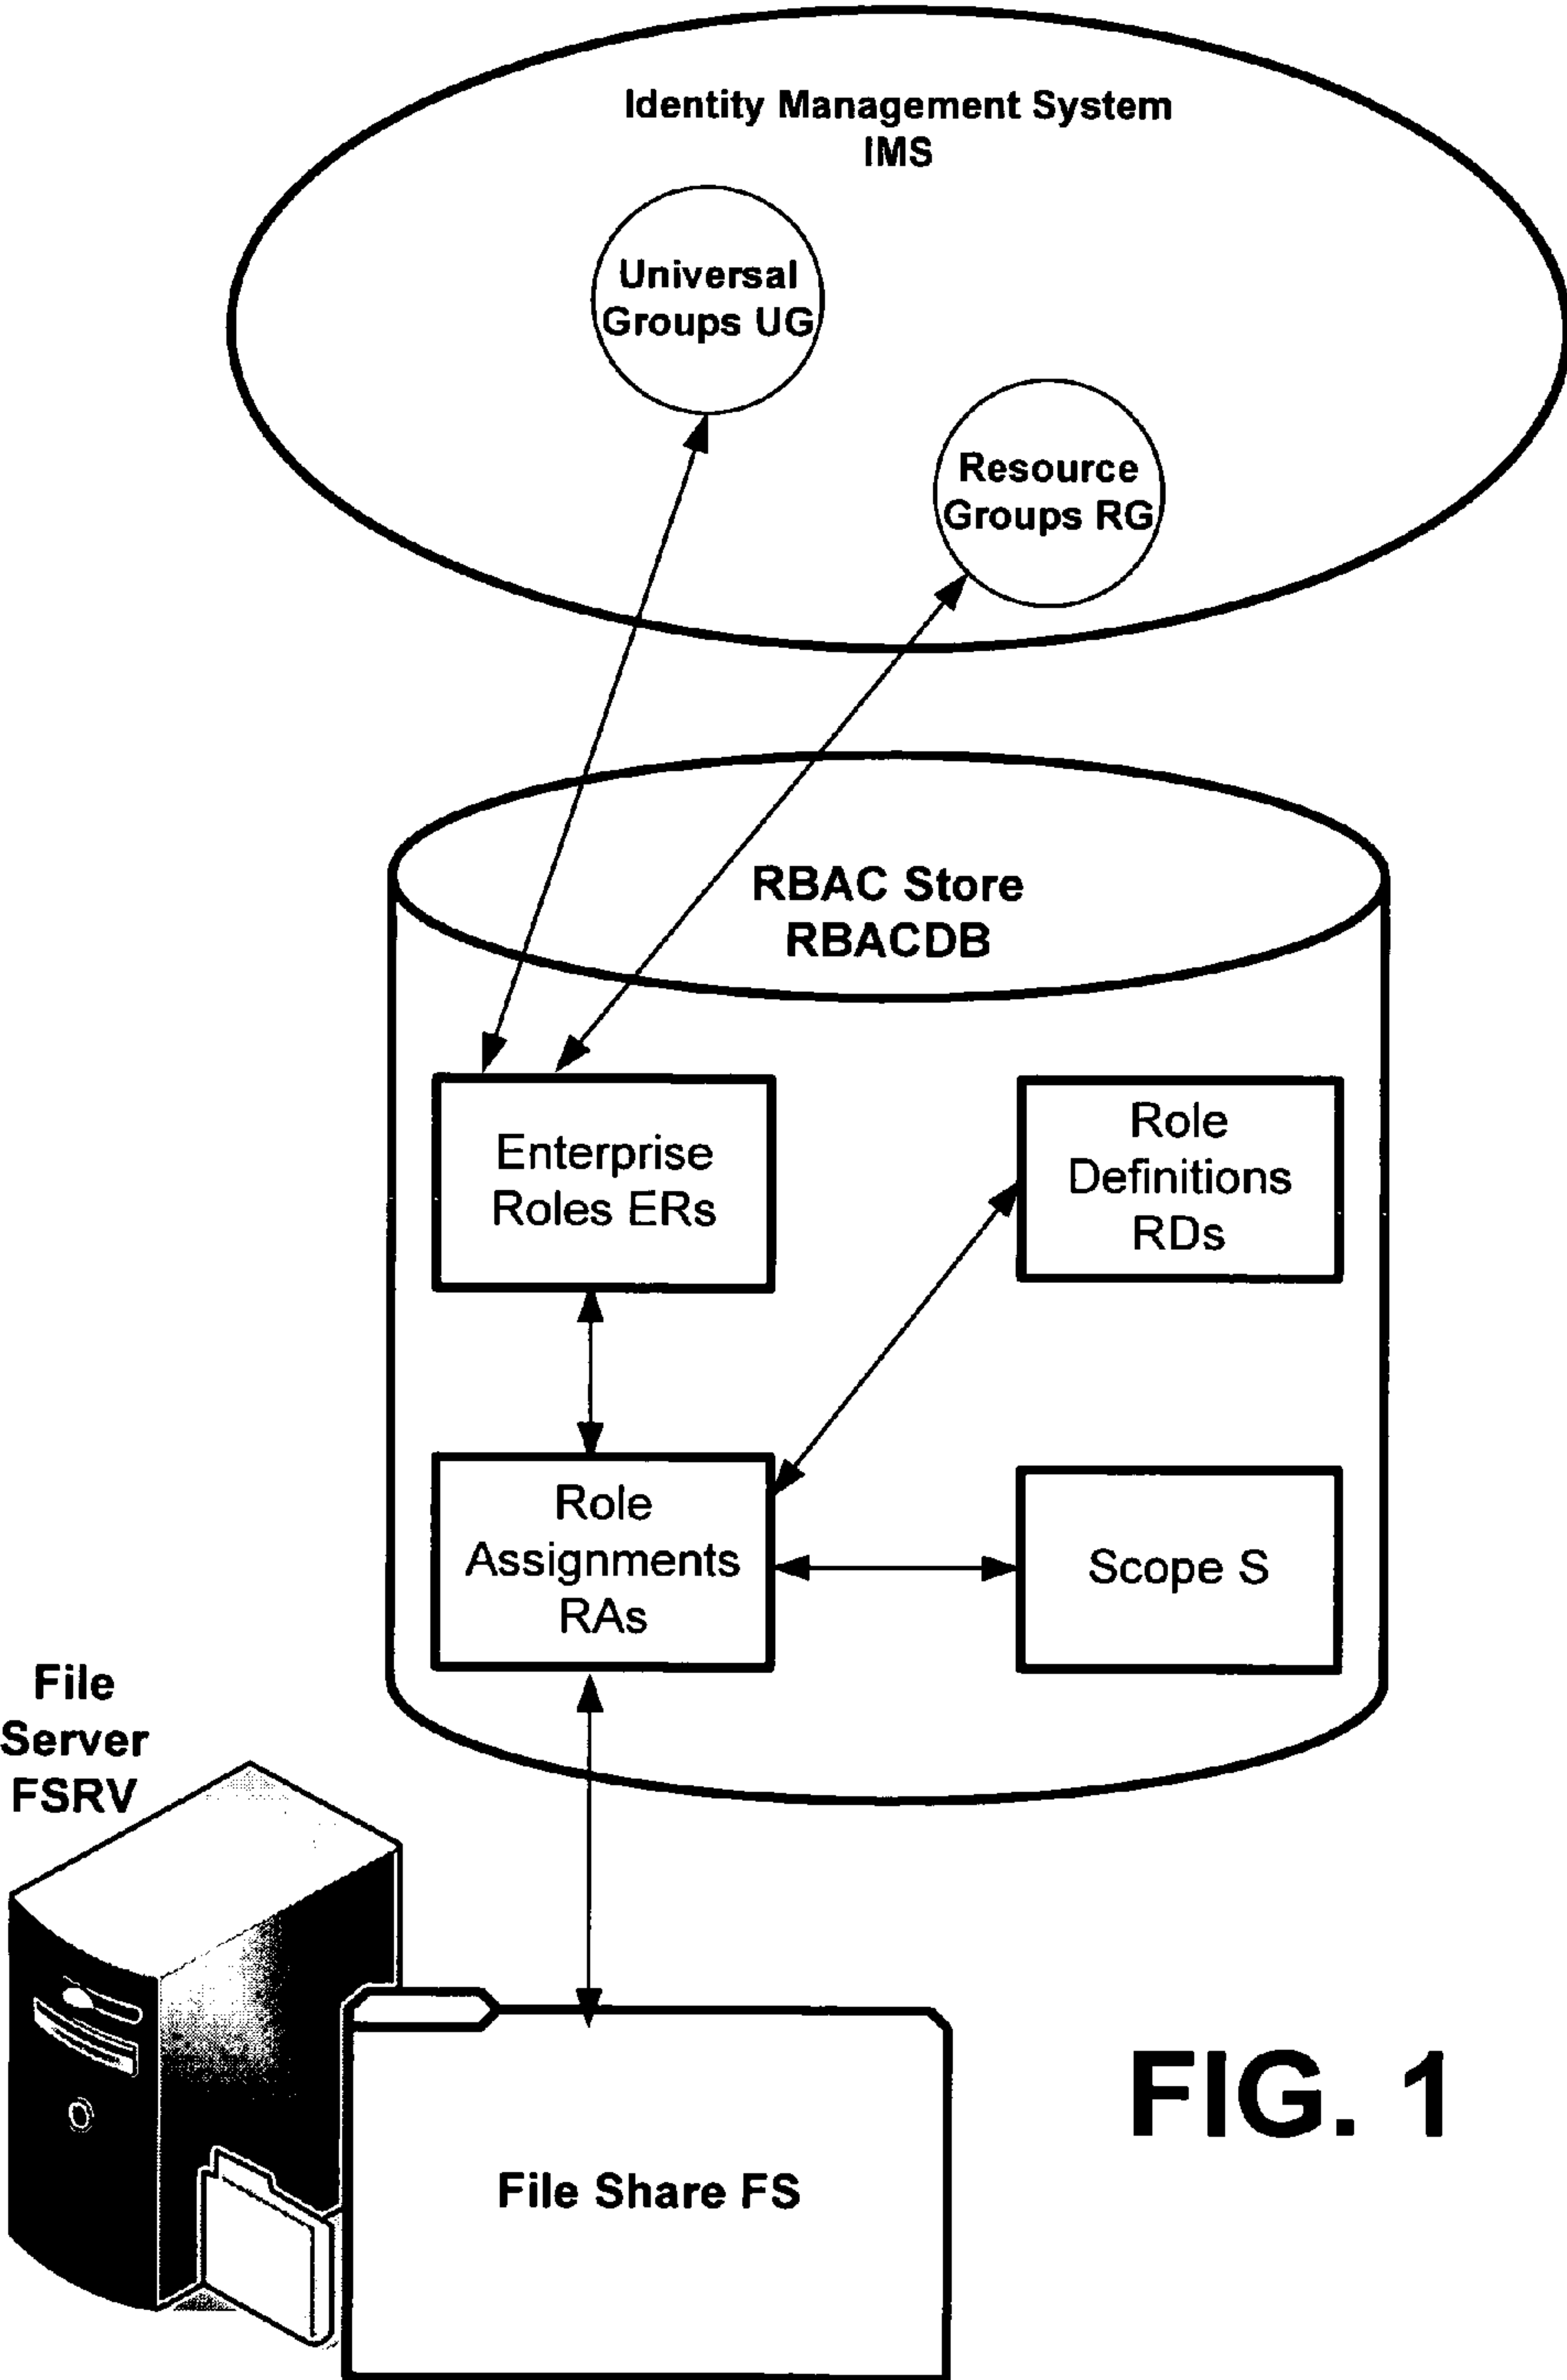 Identity Management System
IMS
Universal
Groups UG
Resource
Groups RG
RBAC Store
RBACDB
Enterprise
Roles ERs
Role
Definitions
RDs
Role
Assignments
RAs
Scope S
File
Server
FSRV
File Share FS
FIG. 1